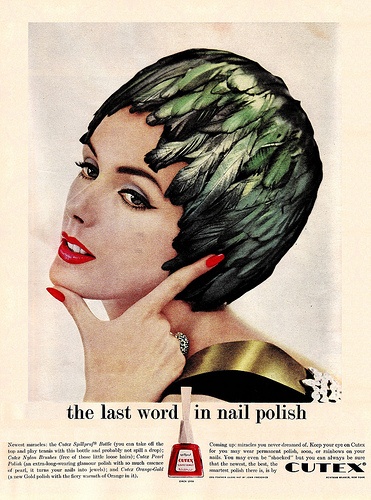 the last word in nail polish
Newest miracles: the Cutex Spillpruf Bottle (you can take off the
top and play tennis with this bottle and probably not spill a drop);
Cutex Nylon Brushes (free of those little loose hairs); Cutex Pearl
Polish (an extra-long-wearing glamour polish with so much essence
of pearl, it turns your nails into jewels); and Cutex Orange-Gold
(a new Gold polish with the fiery warmth of Orange in it).
CUTEX
Coming up: miracles you never dreamed of. Keep your eye on Cutex
for you may wear permanent polish, soon, or rainbows on your
nails. You may even be "shocked" but you can always be sure
that the newest, the best, the
smartest polish there is, is by
CUTEX